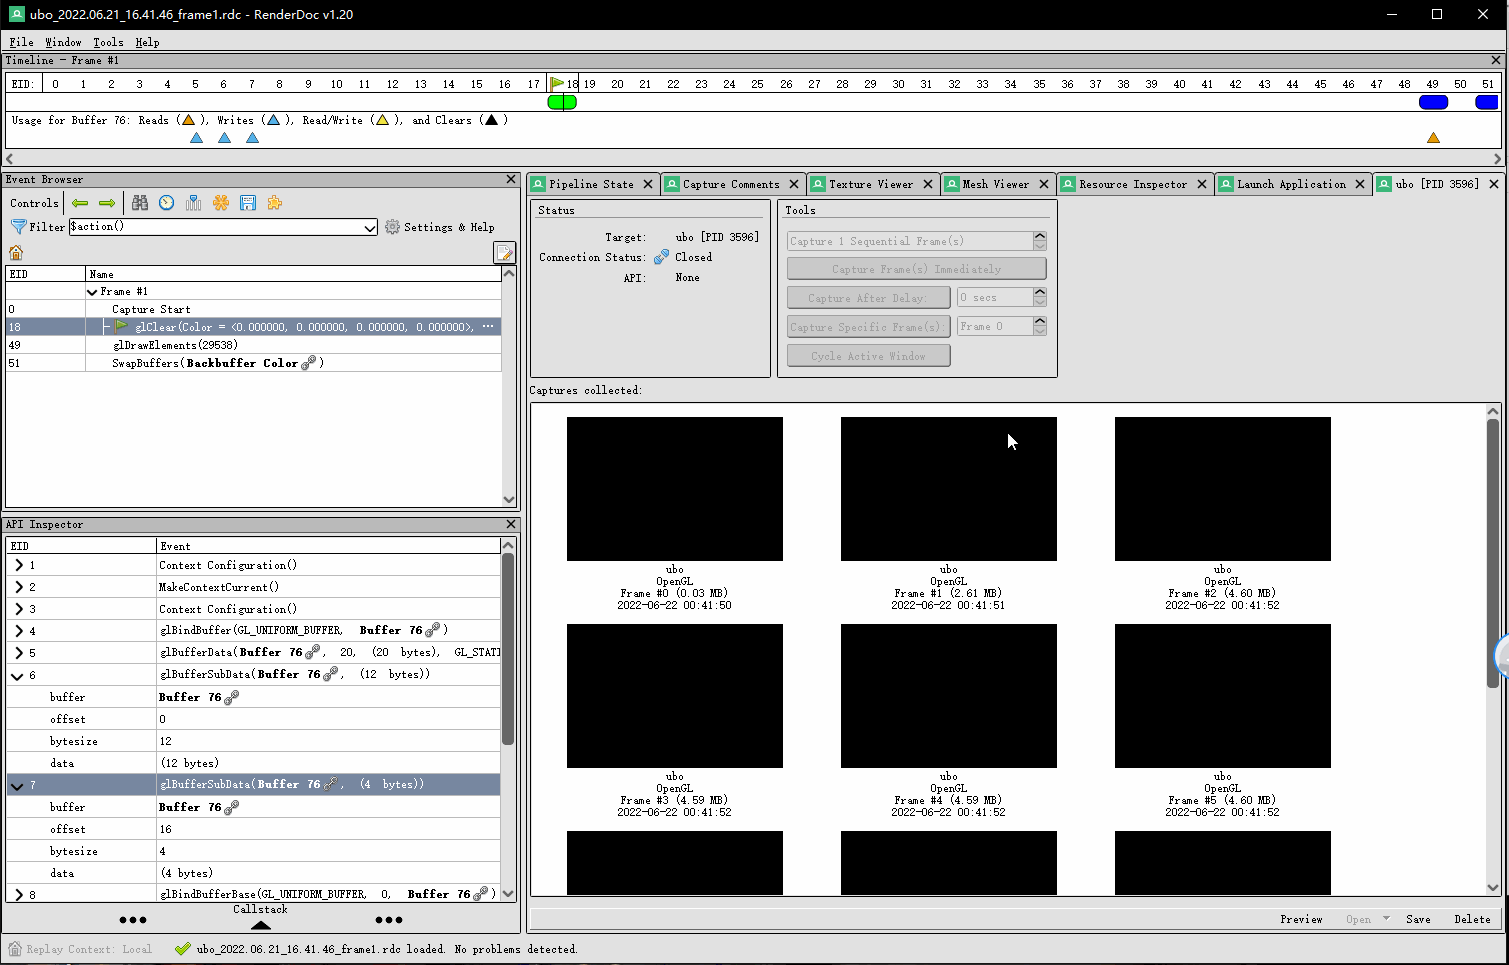 ubo_2022.06.21_16.41.46_frame1.rdc - RenderDoc v1.20
File Window Tools Help
Timeline - Frame #1
EID: 0 1 2 3 4 5 6 7 8 9 10 11 12 13 14 15 16 17 18 19 20 21 22 23 24 25 26 27 28 29 30 31 32 33 34 35 36 37 38 39 40 41 42 43 44 45 46 47 48 49 50 51
Usage for Buffer 76: Reads ( ), Writes ( ), Read/Write ( ), and Clears ( )
Event Browser
Controls
Filter $action() Settings & Help
EID Name
Frame #1
0 Capture Start
18 glClear(Color = <0.000000, 0.000000, 0.000000, 0.000000>, ...
49 glDrawElements(29538)
51 SwapBuffers(Backbuffer Color )
API Inspector
EID Event
1 Context Configuration()
2 MakeContextCurrent()
3 Context Configuration()
4 glBindBuffer(GL_UNIFORM_BUFFER, Buffer 76 )
5 glBufferData(Buffer 76 , 20, (20 bytes), GL_STATI
6 glBufferSubData(Buffer 76 , (12 bytes))
buffer Buffer 76
offset 0
bytesize 12
data (12 bytes)
7 glBufferSubData(Buffer 76 , (4 bytes))
buffer Buffer 76
offset 16
bytesize 4
data (4 bytes)
8 glBindBufferBase(GL_UNIFORM_BUFFER, 0, Buffer 76 )
Callstack
Pipeline State Capture Comments Texture Viewer Mesh Viewer Resource Inspector Launch Application ubo [PID 3596]
Status
Target: ubo [PID 3596]
Connection Status: Closed
API: None
Tools
Capture 1 Sequential Frame(s)
Capture Frame(s) Immediately
Capture After Delay: 0 secs
Capture Specific Frame(s): Frame 0
Cycle Active Window
Captures collected:
ubo
OpenGL
Frame #0 (0.03 MB)
2022-06-22 00:41:50
ubo
OpenGL
Frame #1 (2.61 MB)
2022-06-22 00:41:51
ubo
OpenGL
Frame #2 (4.60 MB)
2022-06-22 00:41:52
ubo
OpenGL
Frame #3 (4.59 MB)
2022-06-22 00:41:52
ubo
OpenGL
Frame #4 (4.59 MB)
2022-06-22 00:41:52
ubo
OpenGL
Frame #5 (4.60 MB)
2022-06-22 00:41:52
Preview Open Save Delete
Replay Context: Local ubo_2022.06.21_16.41.46_frame1.rdc loaded. No problems detected.